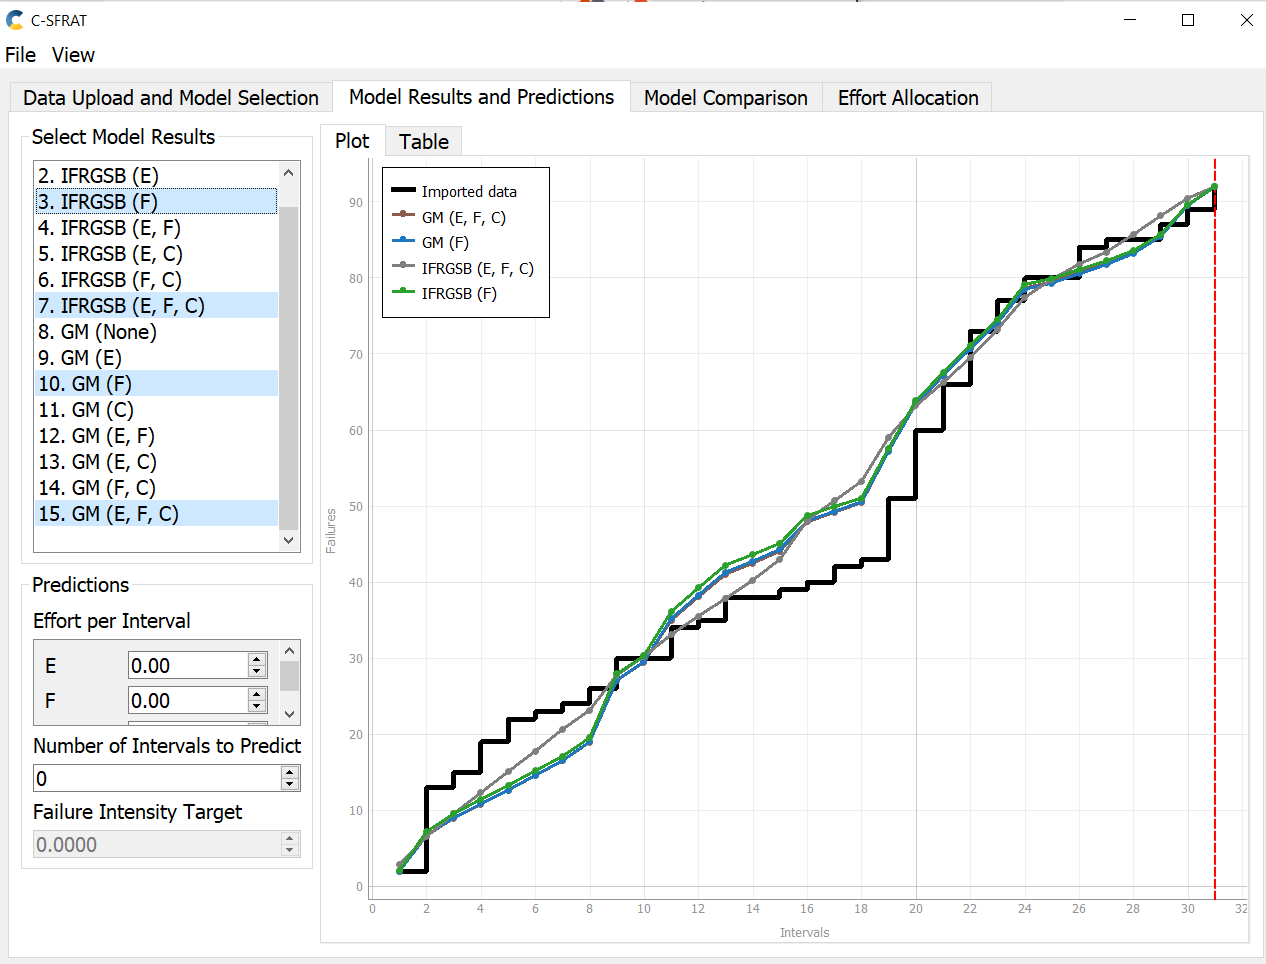 C-SFRAT
File View
Data Upload and Model Selection
Model Results and Predictions
Model Comparison
Effort Allocation
Select Model Results
2. IFRGSB (E)
3. IFRGSB (F)
4. IFRGSB (E, F)
5. IFRGSB (E, C)
6. IFRGSB (F, C)
7. IFRGSB (E, F, C)
8. GM (None)
9. GM (E)
10. GM (F)
11. GM (C)
12. GM (E, F)
13. GM (E, C)
14. GM (F, C)
15. GM (E, F, C)
Predictions
Effort per Interval
E 0.00
F 0.00
Number of Intervals to Predict
0
Failure Intensity Target
0.0000
Plot
Table
Imported data
GM (E, F, C)
GM (F)
IFRGSB (E, F, C)
IFRGSB (F)
Failures
90
80
70
60
50
40
30
20
10
0
0 2 4 6 8 10 12 14 16 18 20 22 24 26 28 30 32
Intervals